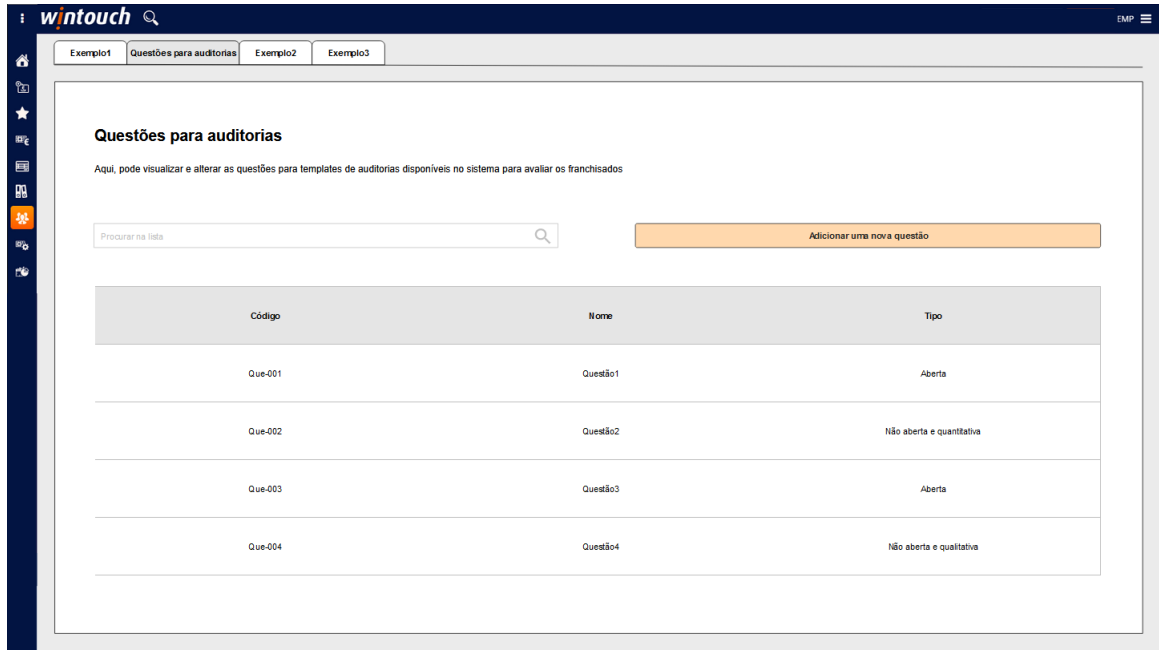 wintouch
EMP
Exemplo1 Questões para auditorias Exemplo2 Exemplo3
Questões para auditorias
Aqui, pode visualizar e alterar as questões para templates de auditorias disponíveis no sistema para avaliar os franchisados
Procurar na lista
Adicionar uma nova questão
Código Nome Tipo
Que-001 Questão1 Aberta
Que-002 Questão2 Não aberta e quantitativa
Que-003 Questão3 Aberta
Que-004 Questão4 Não aberta e qualitativa